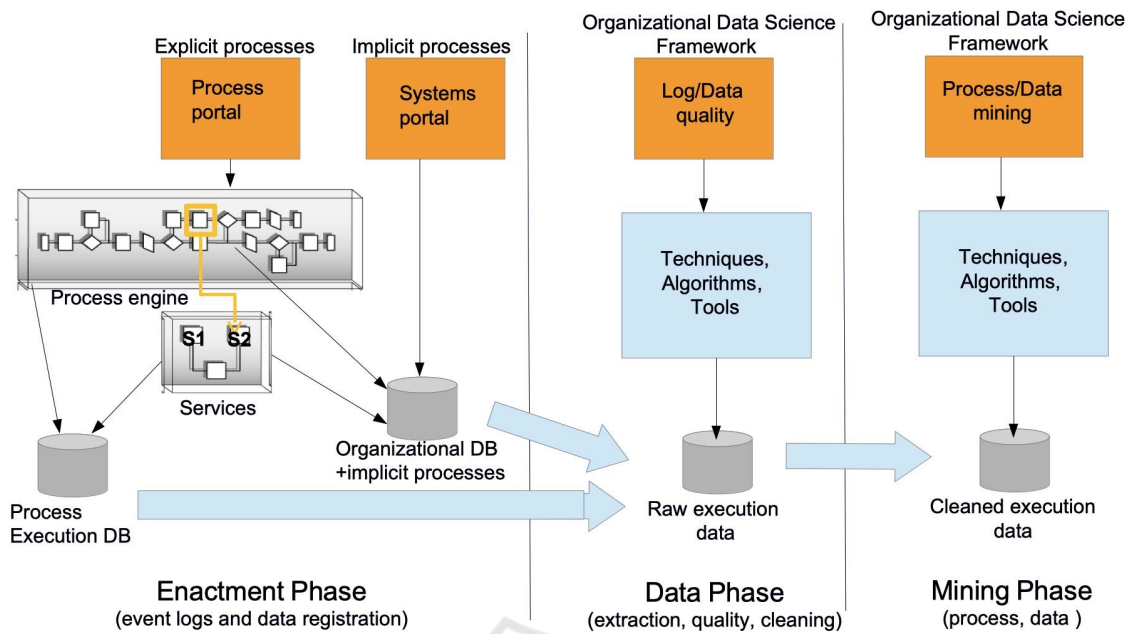 Explicit processes
Process
portal
Implicit processes
Systems
portal
Process engine
S1
S2
Services
Process
Execution DB
Organizational DB
+implicit processes
Enactment Phase
(event logs and data registration)
Organizational Data Science
Framework
Log/Data
quality
Techniques,
Algorithms,
Tools
Raw execution
data
Data Phase
(extraction, quality, cleaning)
Organizational Data Science
Framework
Process/Data
mining
Techniques,
Algorithms,
Tools
Cleaned execution
data
Mining Phase
(process, data )